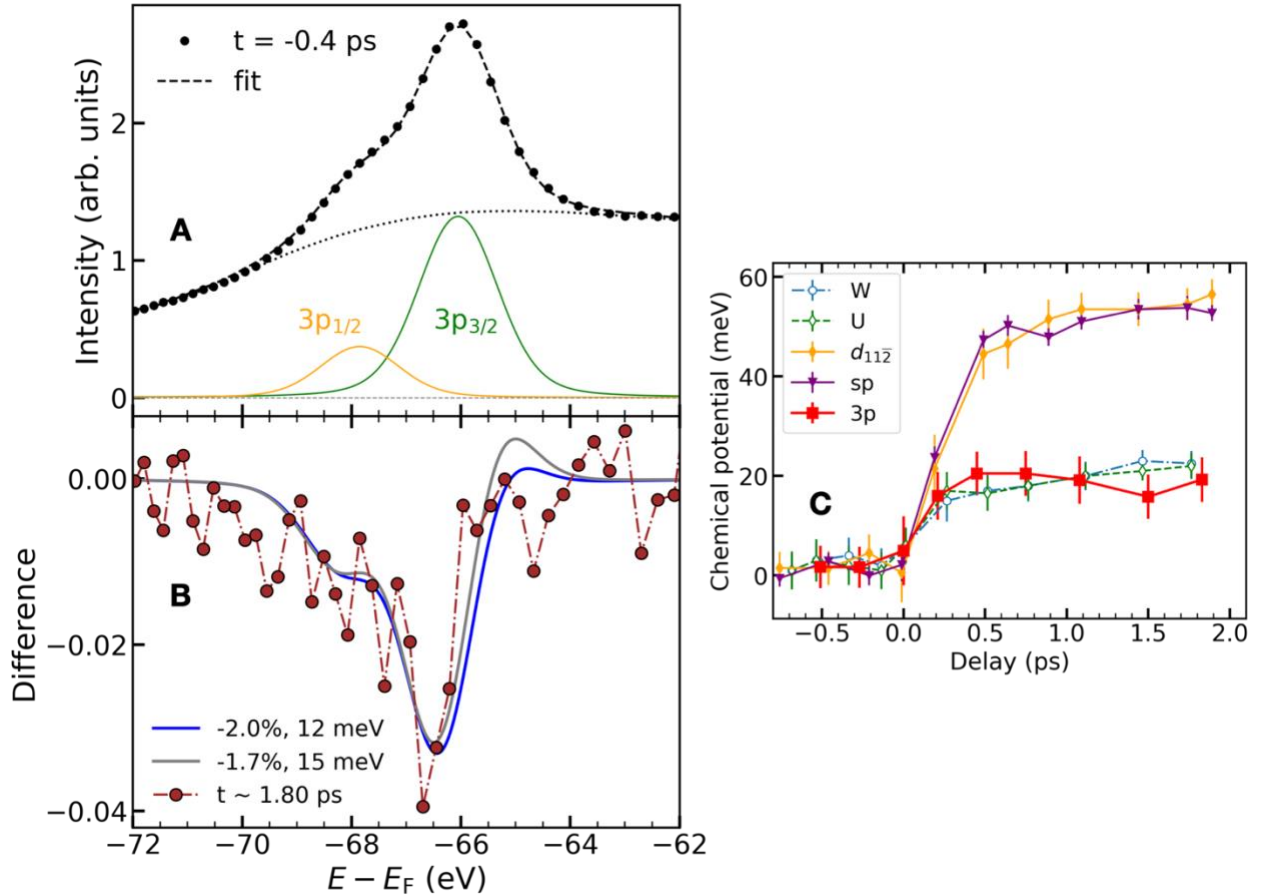 t = -0.4 ps
fit
Intensity (arb. units)
2
1
0
A
3p1/2
3p3/2
0.00
−0.02
−0.04
Difference
B
-2.0%, 12 meV
-1.7%, 15 meV
t ~ 1.80 ps
−72 −70 −68 −66 −64 −62
E − EF (eV)
60
40
20
0
Chemical potential (meV)
W
U
d112̅
sp
3p
C
−0.5 0.0 0.5 1.0 1.5 2.0
Delay (ps)